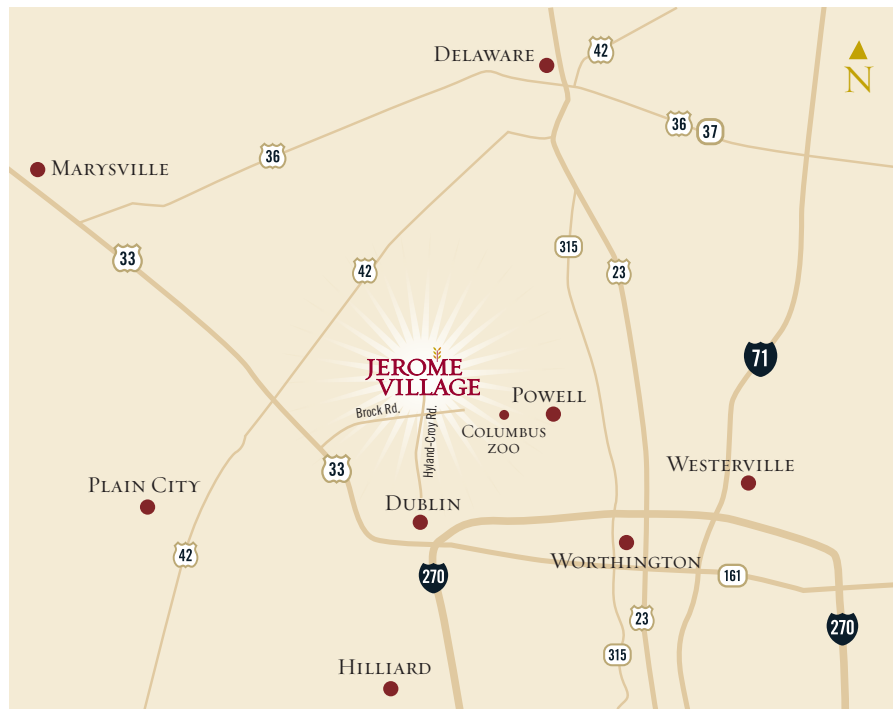 DELAWARE
42
N
36
37
36
MARYSVILLE
33
42
315
23
71
JEROME
VILLAGE
Brock Rd.
Hyland-Croy Rd.
POWELL
COLUMBUS
ZOO
WESTERVILLE
33
PLAIN CITY
DUBLIN
42
270
WORTHINGTON
161
23
270
315
HILLIARD